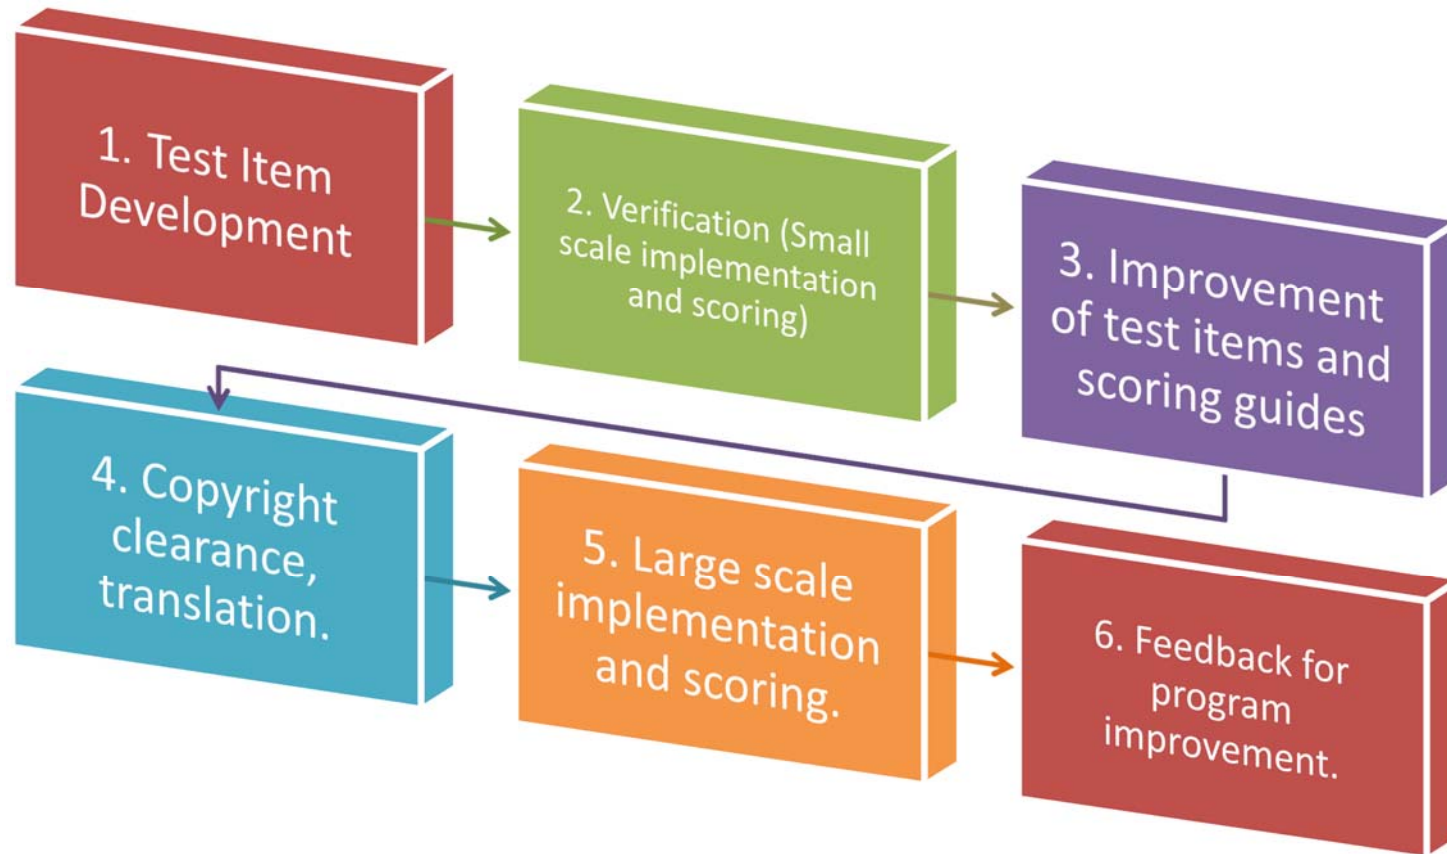 1. Test Item
Development
2. Verification (Small
scale implementation
and scoring)
3. Improvement
of test items and
scoring guides
4. Copyright
clearance,
translation.
5. Large scale
implementation
and scoring.
6. Feedback for
program
improvement.